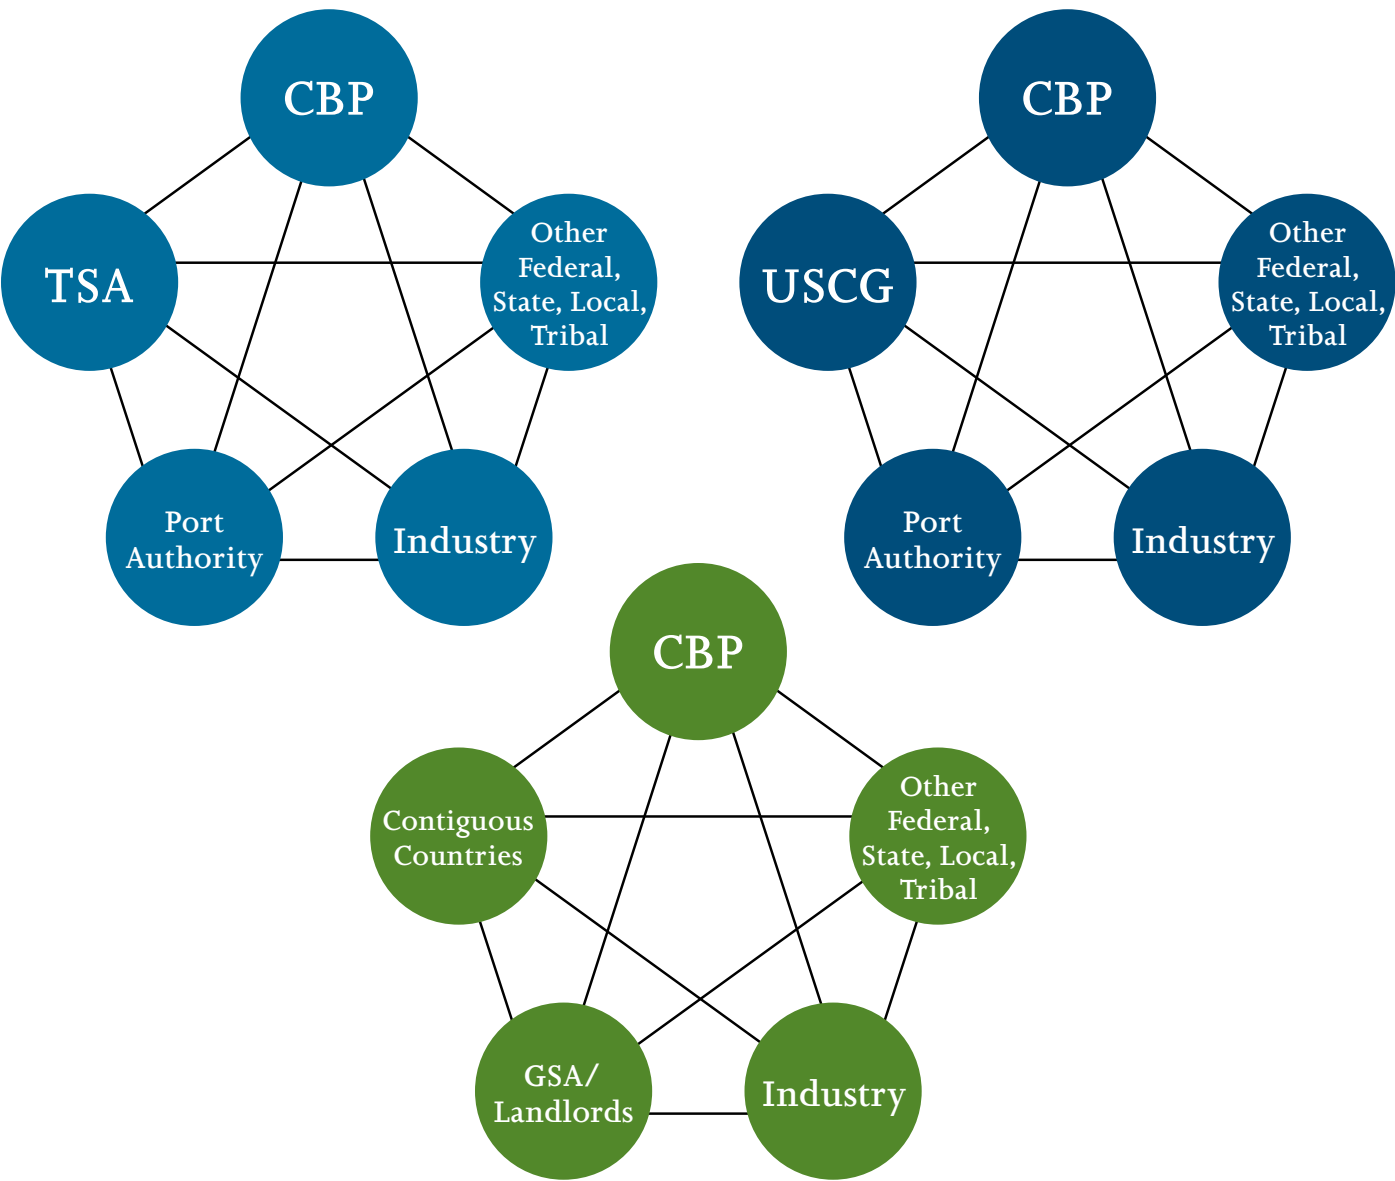 CBP
TSA
Other
Federal,
State, Local,
Tribal
Port
Authority
Industry
CBP
USCG
Other
Federal,
State, Local,
Tribal
Port
Authority
Industry
CBP
Contiguous
Countries
Other
Federal,
State, Local,
Tribal
GSA/
Landlords
Industry